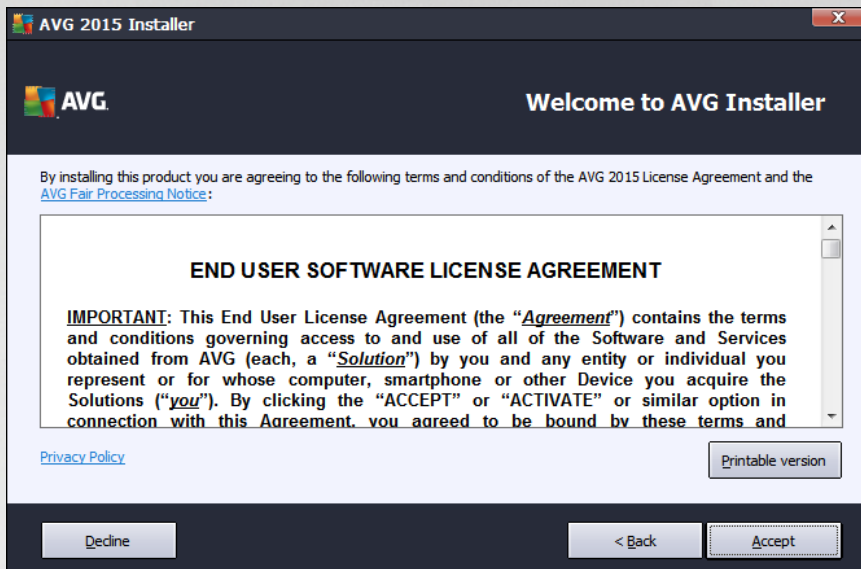 AVG 2015 Installer
AVG.
Welcome to AVG Installer
By installing this product you are agreeing to the following terms and conditions of the AVG 2015 License Agreement and the
AVG Fair Processing Notice:
END USER SOFTWARE LICENSE AGREEMENT
IMPORTANT: This End User License Agreement (the “Agreement”) contains the terms
and conditions governing access to and use of all of the Software and Services
obtained from AVG (each, a “Solution”) by you and any entity or individual you
represent or for whose computer, smartphone or other Device you acquire the
Solutions (“you”). By clicking the “ACCEPT” or “ACTIVATE” or similar option in
connection with this Agreement, you agreed to be bound by these terms and
Privacy Policy
Printable version
Decline
< Back
Accept